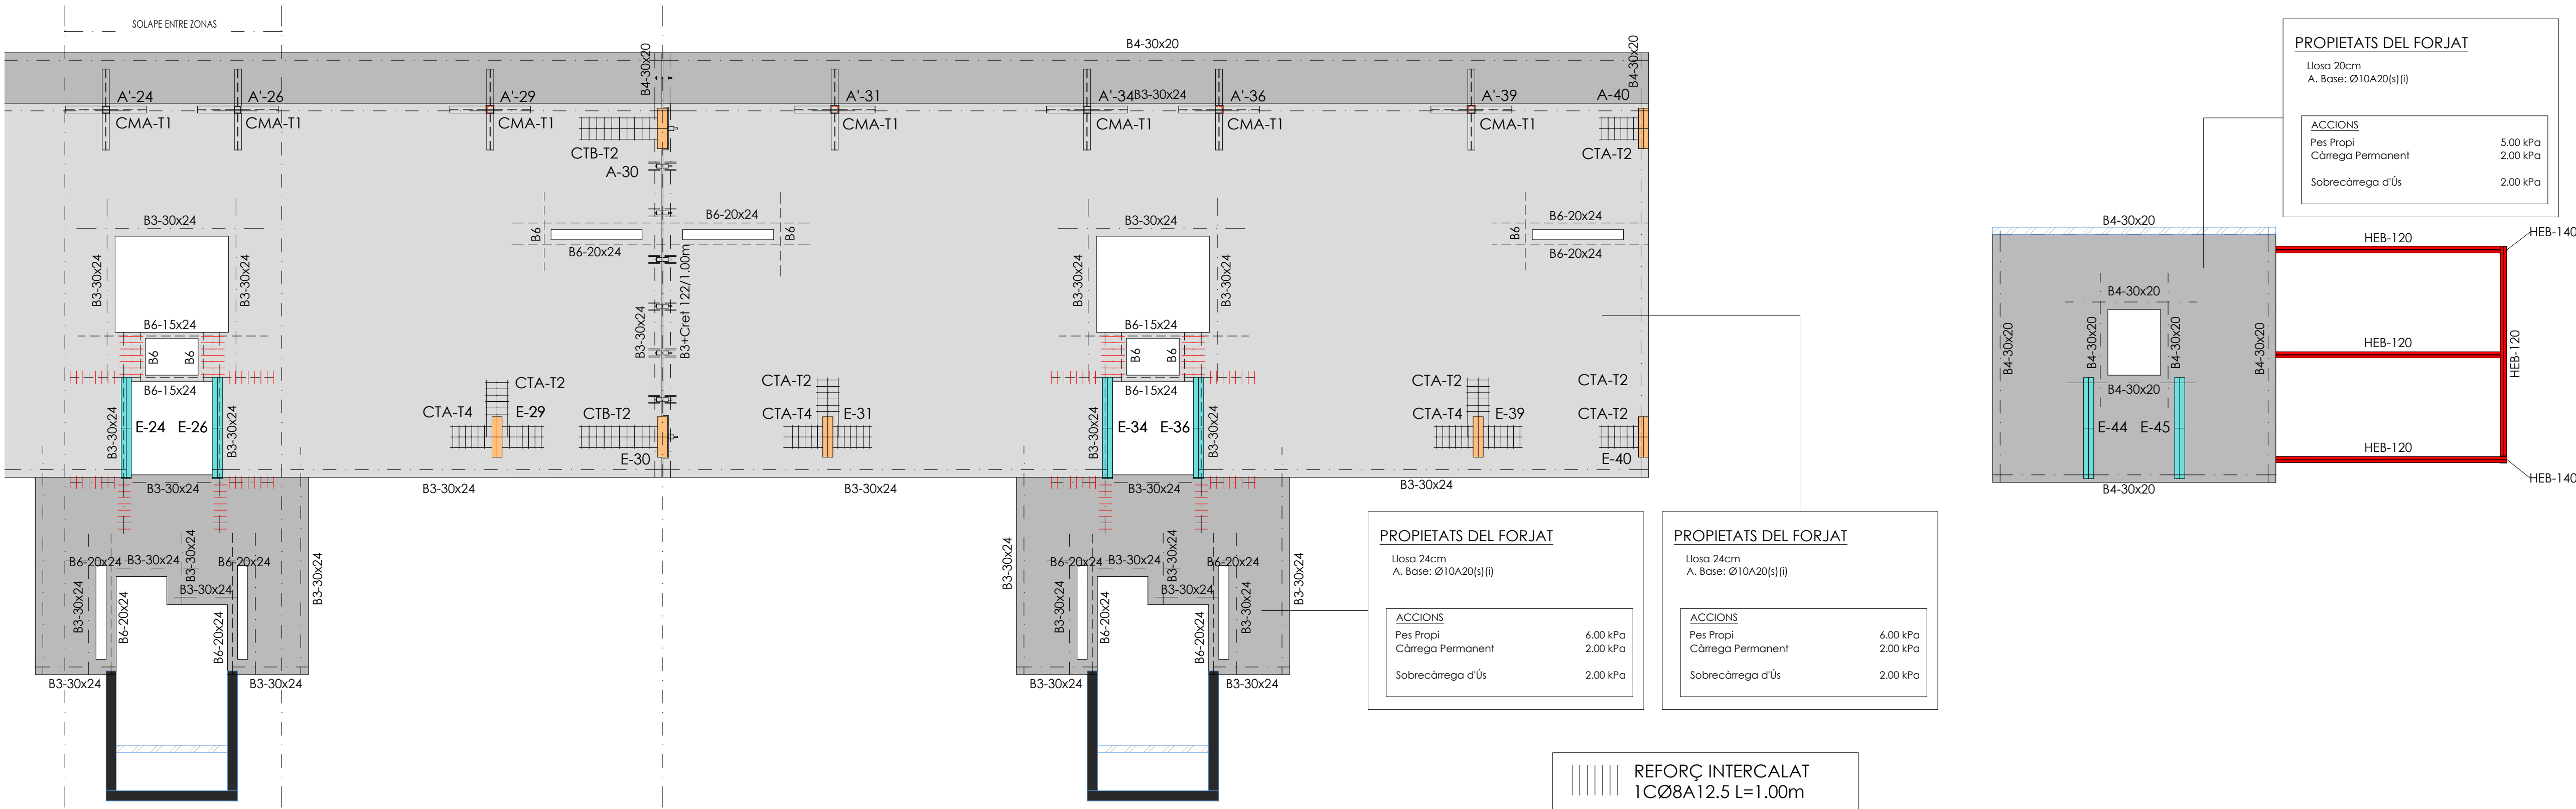 SOLAPE ENTRE ZONAS
B4-30x20
B4-30x20
B4-30x20
A'-24
A'-26
A'-29
A'-31
A'-34
B3-30x24
A'-36
A'-39
A-40
CMA-T1
CMA-T1
CMA-T1
CMA-T1
CMA-T1
CMA-T1
CMA-T1
CTB-T2
CTA-T2
A-30
B3-30x24
B6-20x24
B3-30x24
B6-20x24
B6
B6
B6
B6-20x24
B6-20x24
B3-30x24
B3-30x24
B3-30x24
B3-30x24
B3-30x24
B3+Cret 122/1.00m
B6-15x24
B6-15x24
B6
B6
B6
B6
B6-15x24
B6-15x24
CTA-T2
CTA-T2
CTA-T2
CTA-T2
CTA-T4
E-29
CTB-T2
CTA-T4
E-31
CTA-T4
E-39
CTA-T2
B3-30x24
E-24
E-26
B3-30x24
B3-30x24
E-34
E-36
B3-30x24
E-30
E-40
B3-30x24
B3-30x24
B3-30x24
B3-30x24
B3-30x24
B6-20x24
B3-30x24
B3-30x24
B6-20x24
B3-30x24
B3-30x24
B3-30x24
B6-20x24
B6-20x24
B3-30x24
B3-30x24
B3-30x24
B6-20x24
B3-30x24
B3-30x24
B6-20x24
B3-30x24
B3-30x24
B6-20x24
B6-20x24
B3-30x24
B3-30x24
B3-30x24
B3-30x24
PROPIETATS DEL FORJAT
Llosa 20cm
A. Base: Ø10A20(s)(i)
ACCIONS
Pes Propi 5.00 kPa
Càrrega Permanent 2.00 kPa
Sobrecàrrega d'Ús 2.00 kPa
B4-30x20
HEB-120
HEB-140
B4-30x20
B4-30x20
B4-30x20
B4-30x20
B4-30x20
HEB-120
HEB-120
B4-30x20
E-44
E-45
HEB-120
HEB-140
B4-30x20
PROPIETATS DEL FORJAT
Llosa 24cm
A. Base: Ø10A20(s)(i)
ACCIONS
Pes Propi 6.00 kPa
Càrrega Permanent 2.00 kPa
Sobrecàrrega d'Ús 2.00 kPa
PROPIETATS DEL FORJAT
Llosa 24cm
A. Base: Ø10A20(s)(i)
ACCIONS
Pes Propi 6.00 kPa
Càrrega Permanent 2.00 kPa
Sobrecàrrega d'Ús 2.00 kPa
REFORÇ INTERCALAT
1CØ8A12.5 L=1.00m